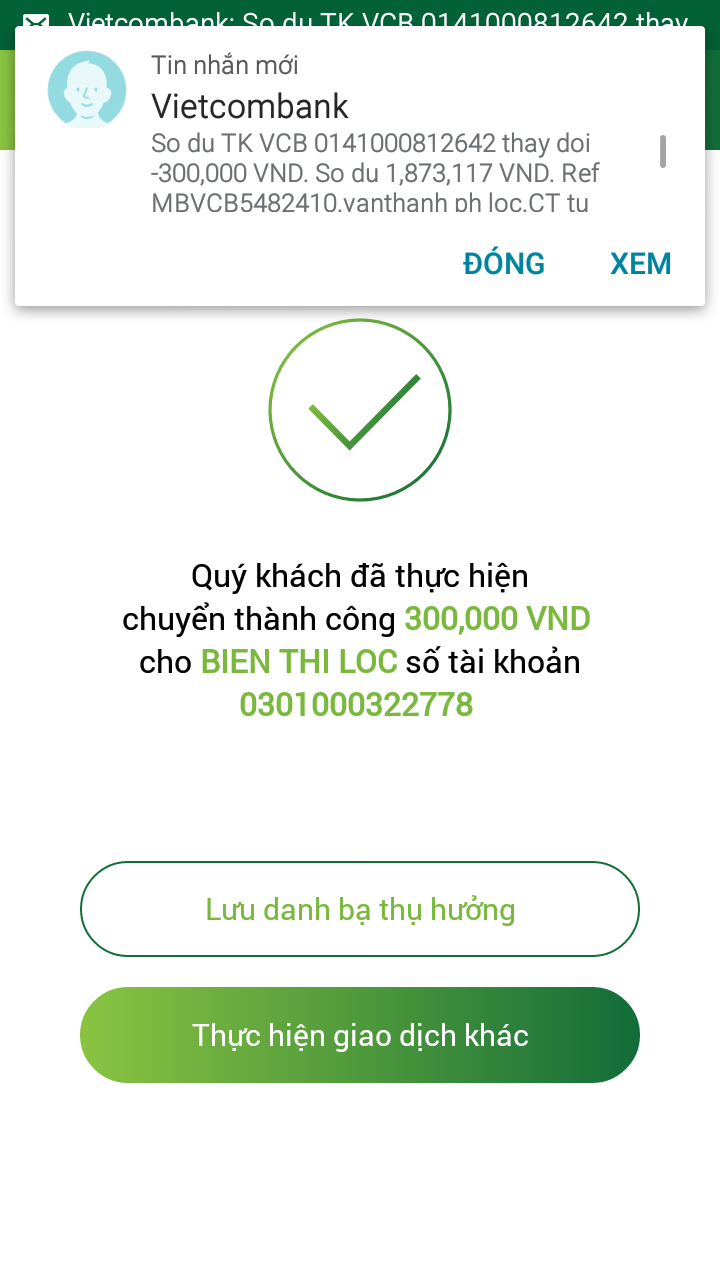 Vietcombank: So du TK VCB 0141000812642 thay
Tin nhắn mới
Vietcombank
So du TK VCB 0141000812642 thay doi
-300,000 VND. So du 1,873,117 VND. Ref
MBVCB5482410.vanthanh ph loc.CT tu
ĐÓNG XEM
Quý khách đã thực hiện
chuyển thành công 300,000 VND
cho BIEN THI LOC số tài khoản
0301000322778
Lưu danh bạ thụ hưởng
Thực hiện giao dịch khác